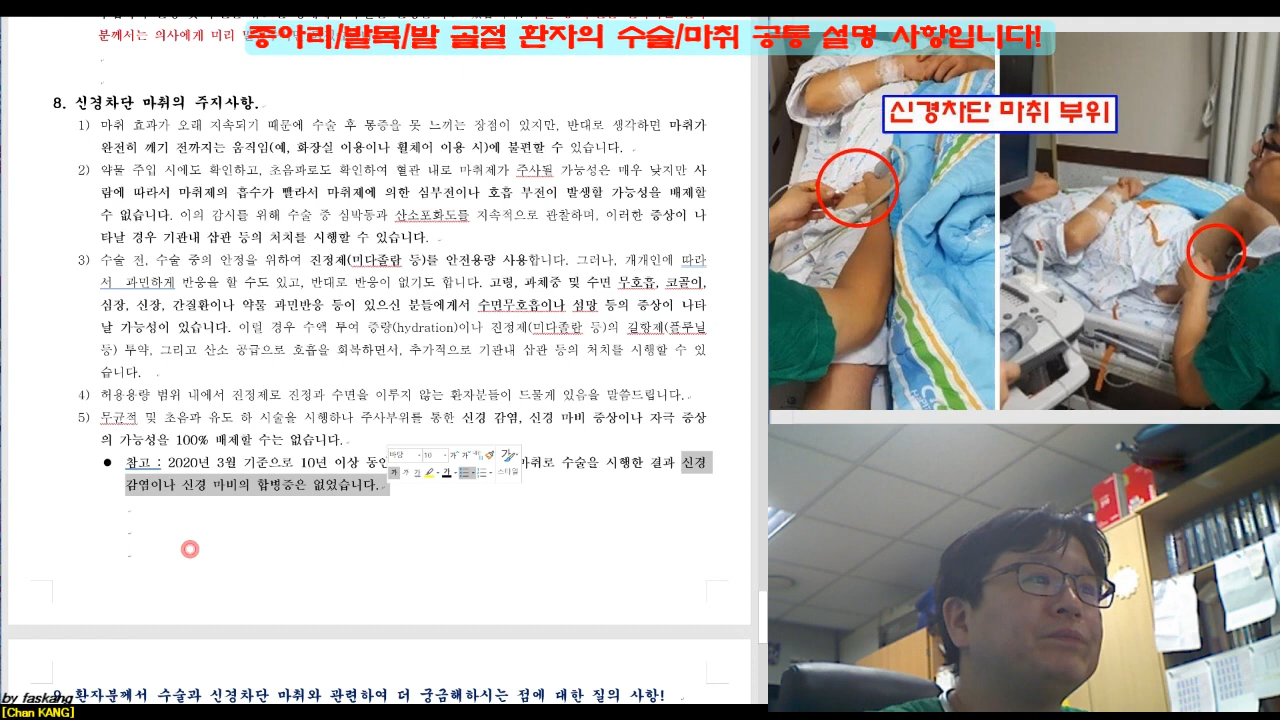 종아리/발목/발 골절 환자의 수술/마취 공통 설명 사항입니다!
분께서는 의사에게 미리
8. 신경차단 마취의 주지사항.
1) 마취 효과가 오래 지속되기 때문에 수술 후 통증을 못 느끼는 장점이 있지만, 반대로 생각하면 마취가
완전히 깨기 전까지는 움직임(예, 화장실 이용이나 휠체어 이용 시)에 불편할 수 있습니다.
2) 약물 주입 시에도 확인하고, 초음파로도 확인하여 혈관 내로 마취제가 주사될 가능성은 매우 낮지만 사
람에 따라서 마취제의 흡수가 빨라서 마취제에 의한 심부전이나 호흡 부전이 발생할 가능성을 배제할
수 없습니다. 이의 감시를 위해 수술 중 심박동과 산소포화도를 지속적으로 관찰하며, 이러한 증상이 나
타날 경우 기관내 삽관 등의 처치를 시행할 수 있습니다.
3) 수술 전, 수술 중의 안정을 위하여 진정제(미다졸람 등)를 안전용량 사용합니다. 그러나, 개개인에 따라
서 과민하게 반응을 할 수도 있고, 반대로 반응이 없기도 합니다. 고령, 과체중 및 수면 무호흡, 코골이,
심장, 신장, 간질환이나 약물 과민반응 등이 있으신 분들에게서 수면무호흡이나 섬망 등의 증상이 나타
날 가능성이 있습니다. 이럴 경우 수액 투여 증량(hydration)이나 진정제(미다졸람 등)의 길항제(플루닐
등) 투약, 그리고 산소 공급으로 호흡을 회복하면서, 추가적으로 기관내 삽관 등의 처치를 시행할 수 있
습니다.
4) 허용용량 범위 내에서 진정제로 진정과 수면을 이루지 않는 환자분들이 드물게 있음을 말씀드립니다.
5) 무균적 및 초음파 유도 하 시술을 시행하나 주사부위를 통한 신경 감염, 신경 마비 증상이나 자극 증상
의 가능성을 100% 배제할 수는 없습니다.
● 참고 : 2020년 3월 기준으로 10년 이상 동안 마취로 수술을 시행한 결과 신경
감염이나 신경 마비의 합병증은 없었습니다.
바탕 10 가 가
가 가 가 가 스타일
9. 환자분께서 수술과 신경차단 마취와 관련하여 더 궁금해하시는 점에 대한 질의 사항!
신경차단 마취 부위
by faskang
[Chan KANG]